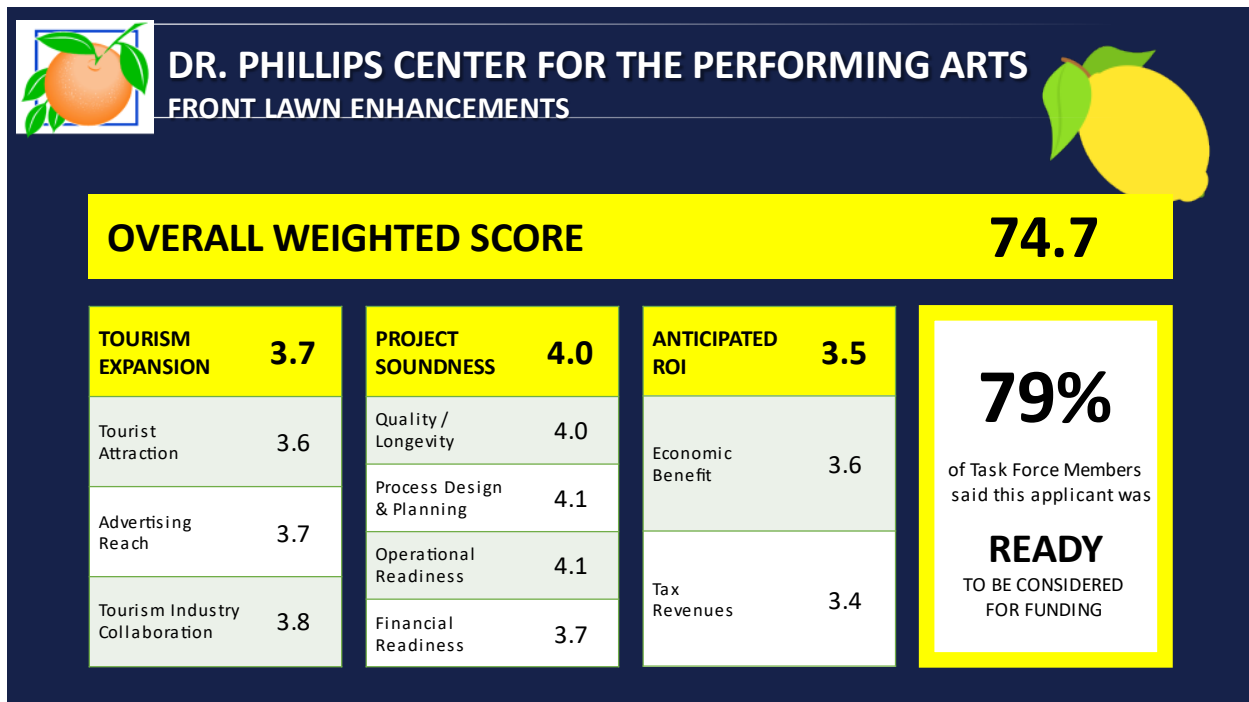 DR. PHILLIPS CENTER FOR THE PERFORMING ARTS
FRONT LAWN ENHANCEMENTS
OVERALL WEIGHTED SCORE 74.7
TOURISM
EXPANSION 3.7
Tourist
Attraction 3.6
Advertising
Reach 3.7
Tourism Industry
Collaboration 3.8
PROJECT
SOUNDNESS 4.0
Quality /
Longevity 4.0
Process Design
& Planning 4.1
Operational
Readiness 4.1
Financial
Readiness 3.7
ANTICIPATED
ROI 3.5
Economic
Benefit 3.6
Tax
Revenues 3.4
79%
of Task Force Members
said this applicant was
READY
TO BE CONSIDERED
FOR FUNDING